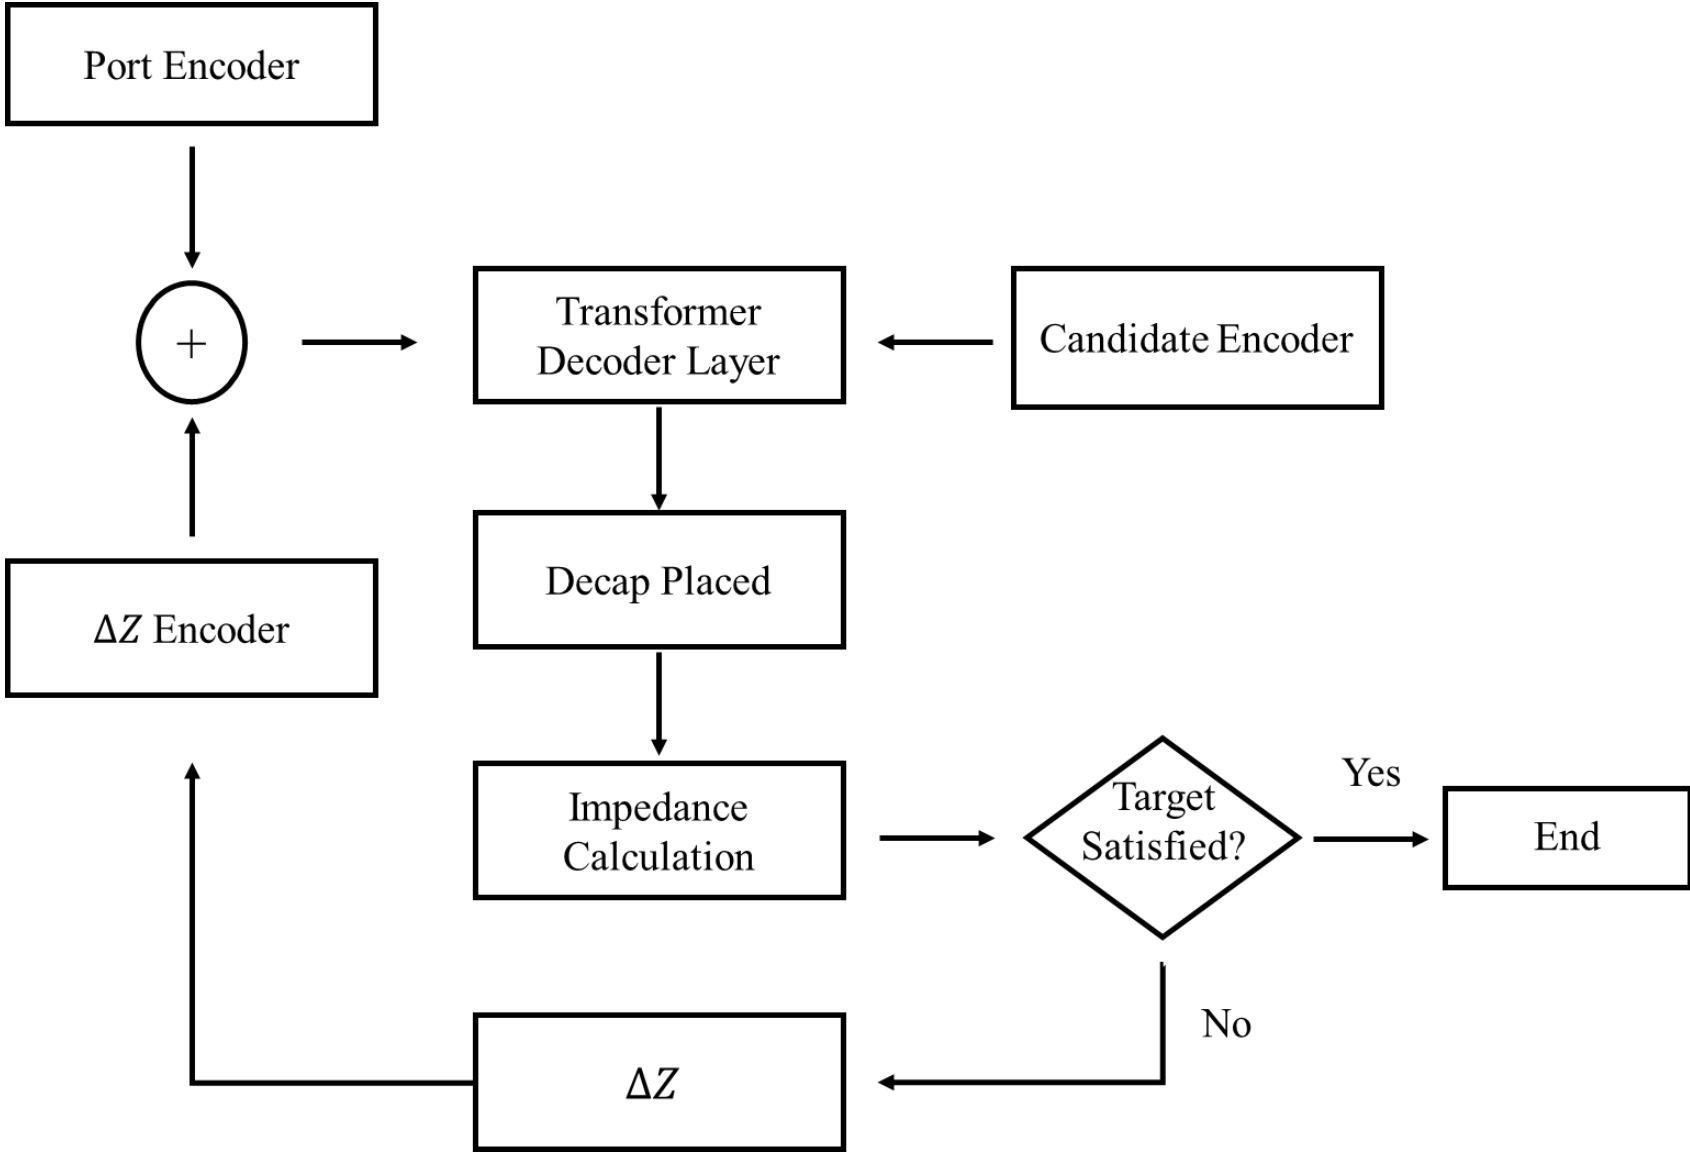 Port Encoder
+
Transformer
Decoder Layer
Candidate Encoder
Decap Placed
ΔZ Encoder
Impedance
Calculation
Target
Satisfied?
Yes
End
No
ΔZ